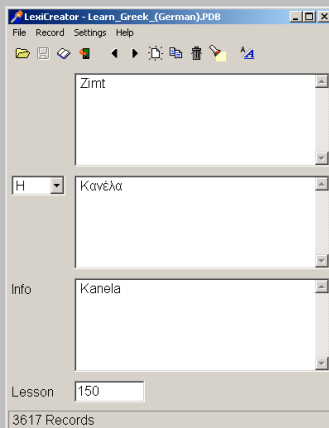 LexiCreator - Learn_Greek_(German).PDB
File Record Settings Help
Zimt
Η Κανέλα
Info Kanela
Lesson 150
3617 Records